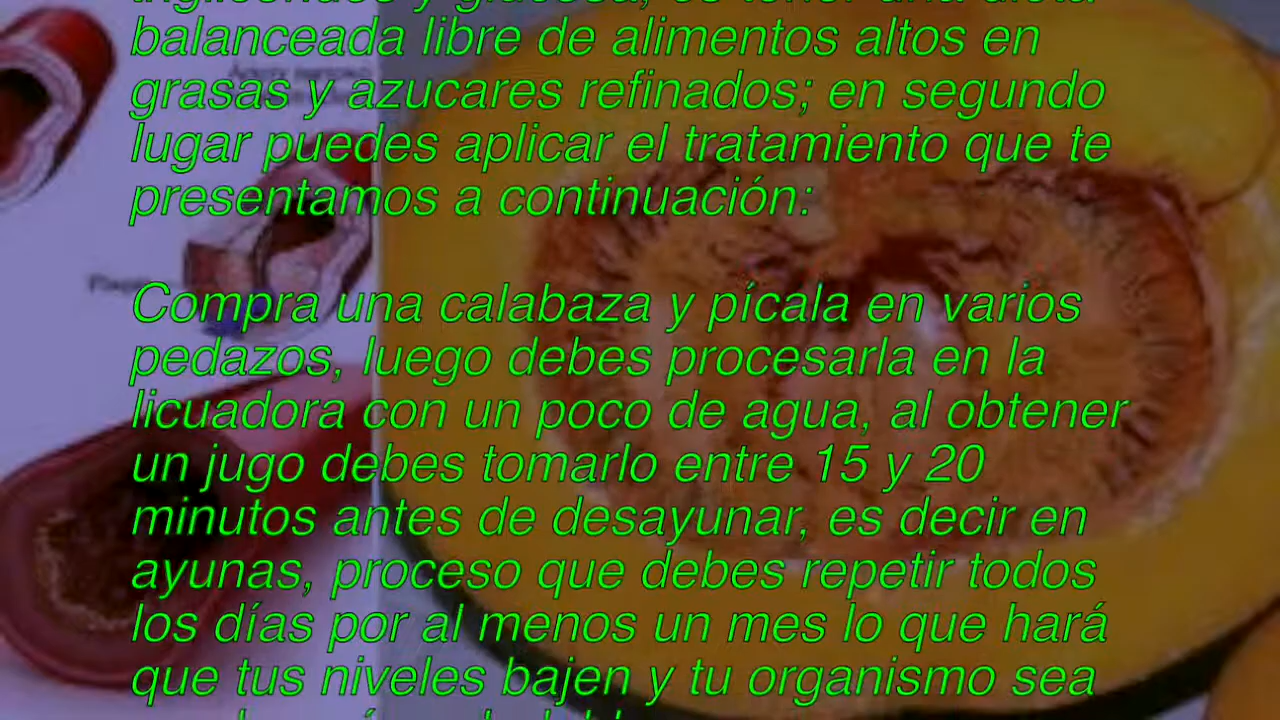 balanceada libre de alimentos altos en
grasas y azucares refinados; en segundo
lugar puedes aplicar el tratamiento que te
presentamos a continuación:
Compra una calabaza y pícala en varios
pedazos, luego debes procesarla en la
licuadora con un poco de agua, al obtener
un jugo debes tomarlo entre 15 y 20
minutos antes de desayunar, es decir en
ayunas, proceso que debes repetir todos
los días por al menos un mes lo que hará
que tus niveles bajen y tu organismo sea